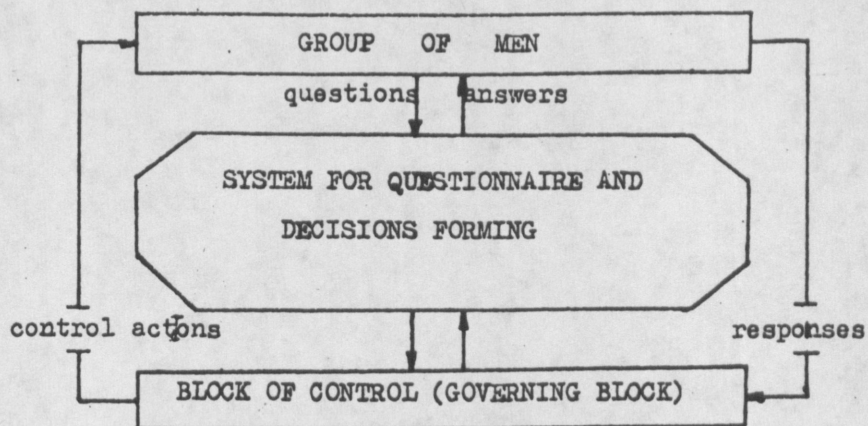 GROUP OF MEN
questions answers
SYSTEM FOR QUESTIONNAIRE AND
DECISIONS FORMING
control actions
responses
BLOCK OF CONTROL (GOVERNING BLOCK)